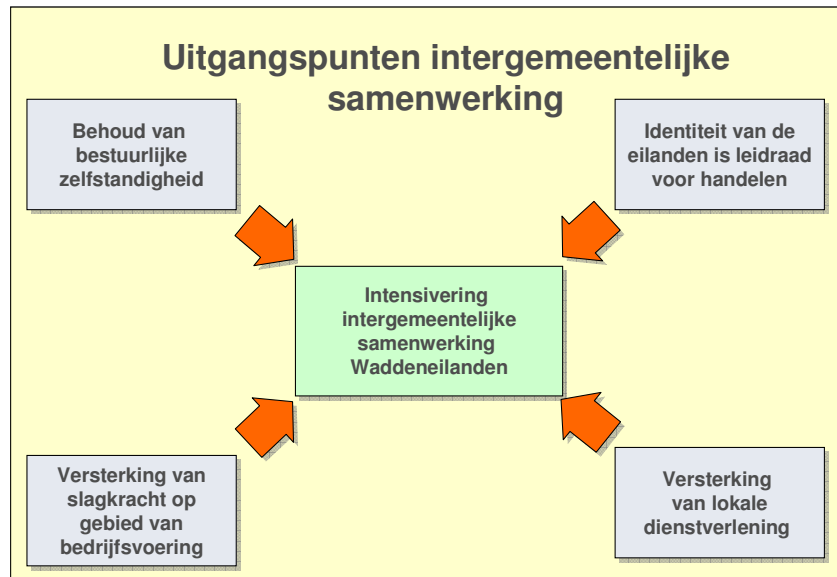 Uitgangspunten intergemeentelijke
samenwerking
Behoud van
bestuurlijke
zelfstandigheid
Identiteit van de
eilanden is leidraad
voor handelen
Intensivering
intergemeentelijke
samenwerking
Waddeneilanden
Versterking van
slagkracht op
gebied van
bedrijfsvoering
Versterking
van lokale
dienstverlening